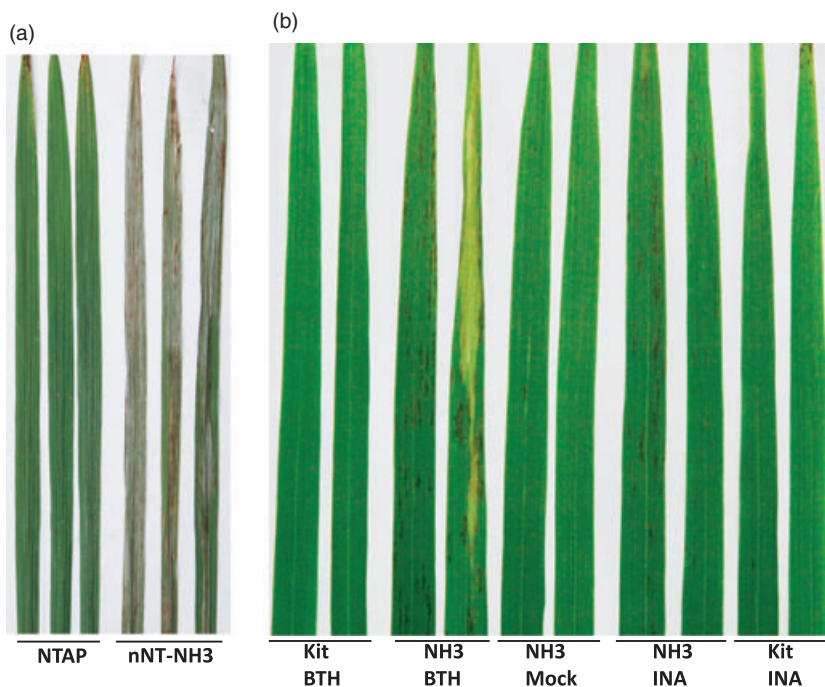 (a)
(b)
NTAP nNT-NH3
Kit NH3 NH3 NH3 Kit
BTH BTH Mock INA INA